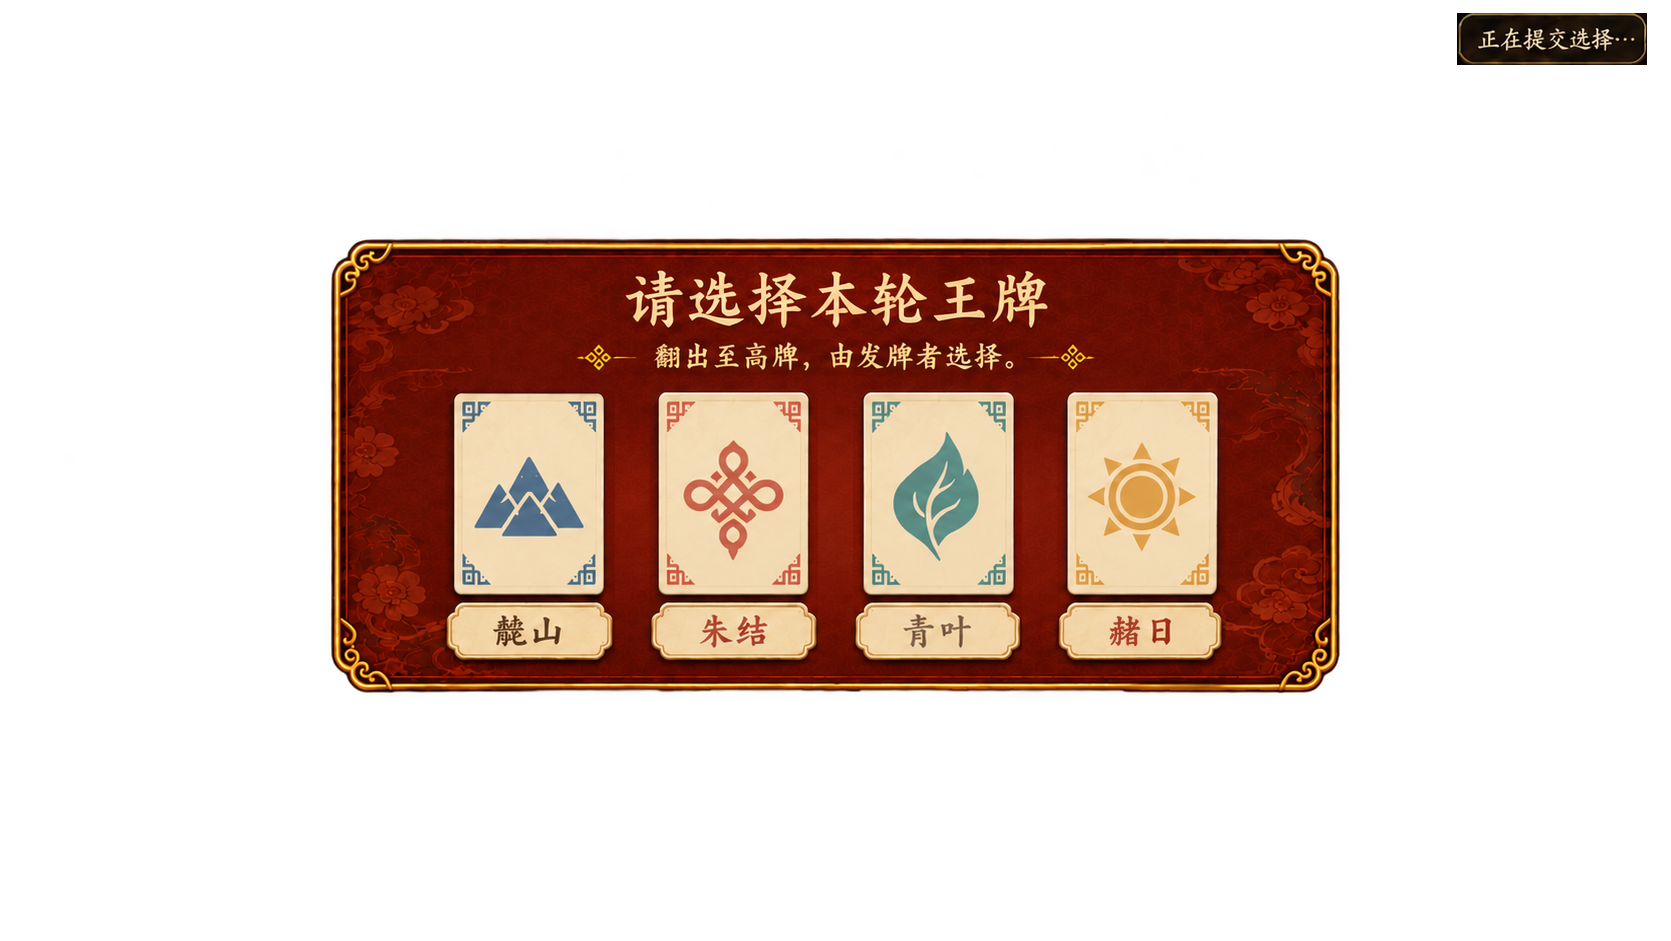 正在提交选择…
请选择本轮王牌
翻出至高牌，由发牌者选择。
山
朱结
青叶
赭日